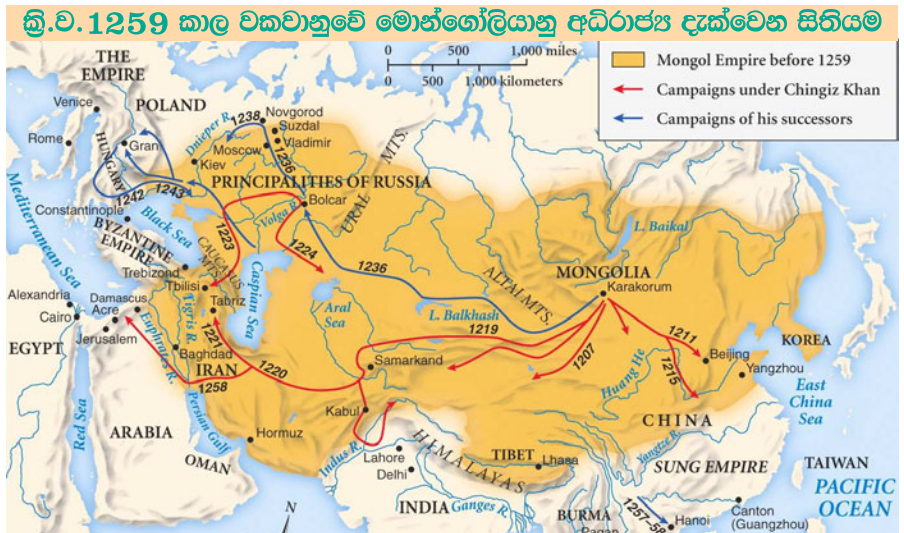 ක්‍රි.ව.1259 කාල වකවානුවේ මොන්ගෝලියානු අධිරාජ්‍ය දැක්වෙන සිතියම
0 500 1,000 miles
0 500 1,000 kilometers
Mongol Empire before 1259
Campaigns under Chingiz Khan
Campaigns of his successors
THE
EMPIRE
POLAND
Venice
Rome
Gran
HUNGARY
1242
1243
Dnieper R.
Kiev
1238
Novgorod
Suzdal
Vladimir
Moscow
1236
PRINCIPALITIES OF RUSSIA
Bolcar
Volga R.
URAL MTS.
1223
1224
1236
Constantinople
Black Sea
BYZANTINE
EMPIRE
Trebizond
CAUCASUS
MTS.
Caspian Sea
Tbilisi
Tabriz
Mediterranean Sea
Alexandria
Cairo
Damascus
Acre
Jerusalem
EGYPT
Red Sea
Euphrates R.
Tigris R.
1221
Baghdad
IRAN
1258
1220
Persian Gulf
ARABIA
OMAN
Hormuz
Aral
Sea
L. Balkhash
1219
Samarkand
Kabul
Indus R.
Lahore
Delhi
INDIA
Ganges R.
HIMALAYAS
TIBET
Lhasa
BURMA
Pagan
ALTAI MTS.
L. Baikal
MONGOLIA
Karakorum
1207
1211
1215
Huang He
Beijing
Yangzhou
KOREA
East
China
Sea
CHINA
Yangtze R.
SUNG EMPIRE
TAIWAN
PACIFIC
OCEAN
1257–58
Hanoi
Canton
(Guangzhou)
N